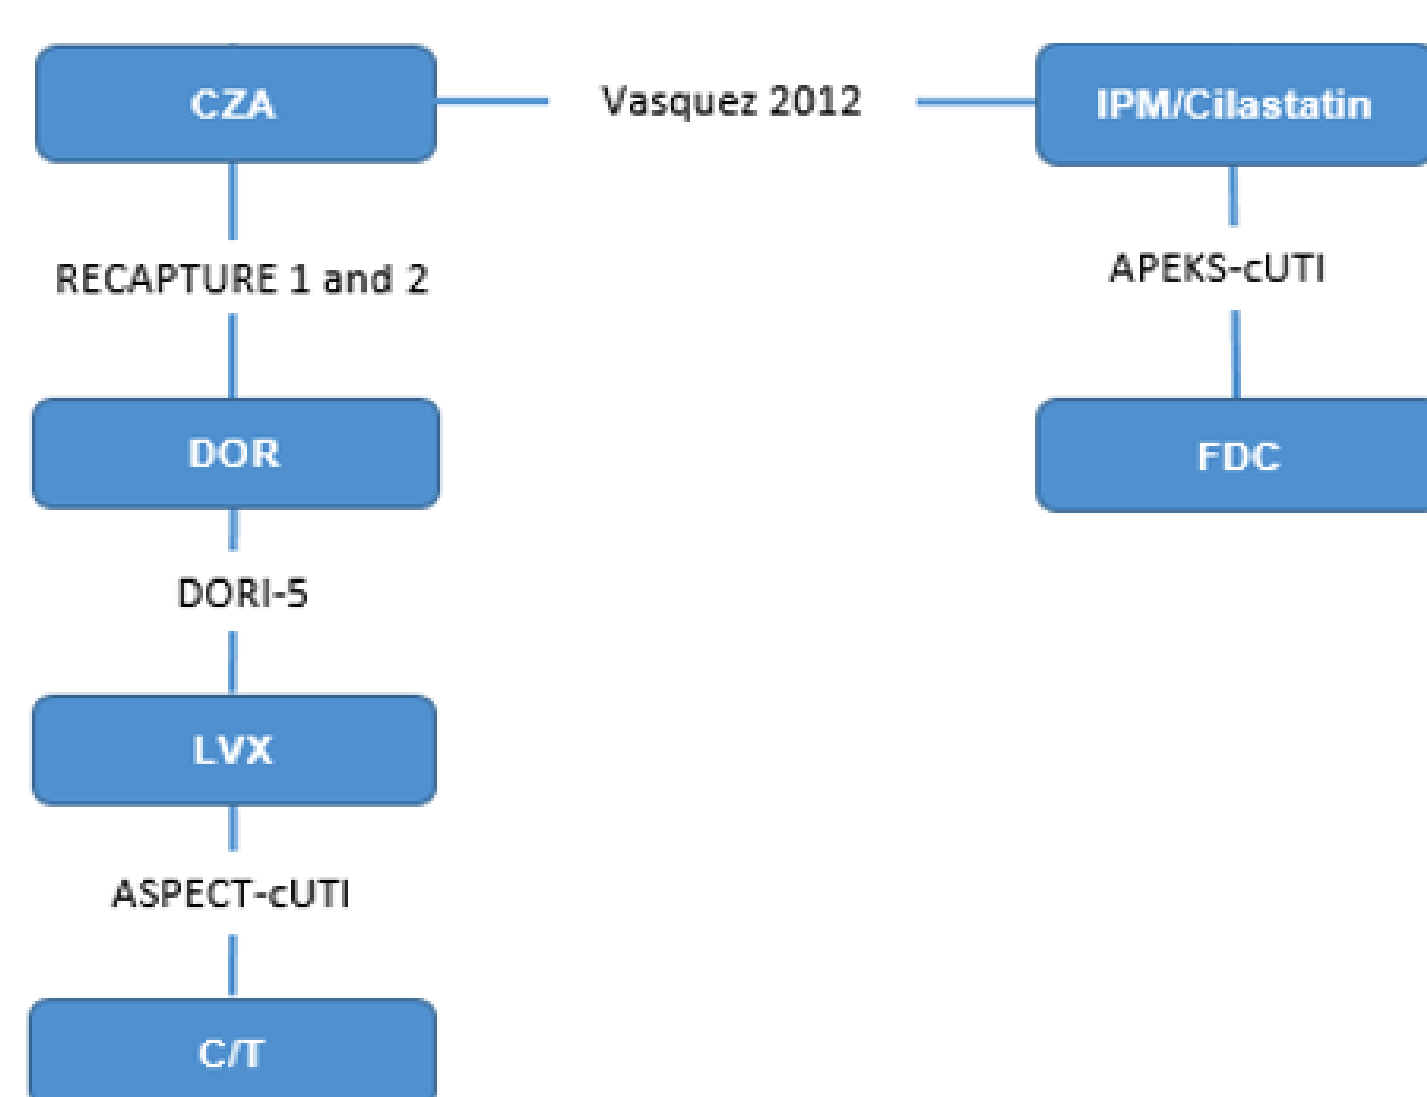 CZA
Vasquez 2012
IPM/Cilastatin
RECAPTURE 1 and 2
APEKS-cUTI
DOR
FDC
DORI-5
LVX
ASPECT-cUTI
C/T